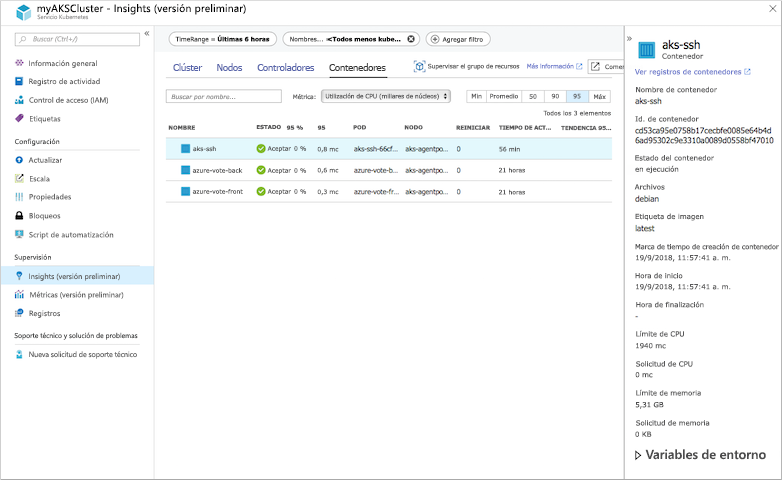 myAKSCluster - Insights (versión preliminar)
Servicio Kubernetes
Buscar (Ctrl+/)
Información general
Registro de actividad
Control de acceso (IAM)
Etiquetas
Configuración
Actualizar
Escala
Propiedades
Bloqueos
Script de automatización
Supervisión
Insights (versión preliminar)
Métricas (versión preliminar)
Registros
Soporte técnico y solución de problemas
Nueva solicitud de soporte técnico
TimeRange = Últimas 6 horas
Nombres... =<Todos menos kube...
Agregar filtro
Clúster Nodos Controladores Contenedores
Supervisar el grupo de recursos
Más información
Comer
Buscar por nombre...
Métrica: Utilización de CPU (miliares de núcleos)
Min Promedio 50 90 95 Máx
Todos los 3 elementos
NOMBRE ESTADO 95 % 95 POD NODO REINICIAR TIEMPO DE ACT... TENDENCIA 95...
aks-ssh Aceptar 0 % 0,8 mc aks-ssh-66cf... aks-agentpo... 0 56 min
azure-vote-back Aceptar 0 % 0,6 mc azure-vote-b... aks-agentpo... 0 21 horas
azure-vote-front Aceptar 0 % 0,3 mc azure-vote-f... aks-agentpo... 0 21 horas
aks-ssh
Contenedor
Ver registros de contenedores
Nombre de contenedor
aks-ssh
Id. de contenedor
cd53ca95e0758b17cecbfe0085e64b4d
6ad95302c9e3310a0089d0558bf47010
Estado del contenedor
en ejecución
Archivos
debian
Etiqueta de imagen
latest
Marca de tiempo de creación de contenedor
19/9/2018, 11:57:41 a. m.
Hora de inicio
19/9/2018, 11:57:41 a. m.
Hora de finalización
-
Límite de CPU
1940 mc
Solicitud de CPU
0 mc
Límite de memoria
5,31 GB
Solicitud de memoria
0 KB
Variables de entorno